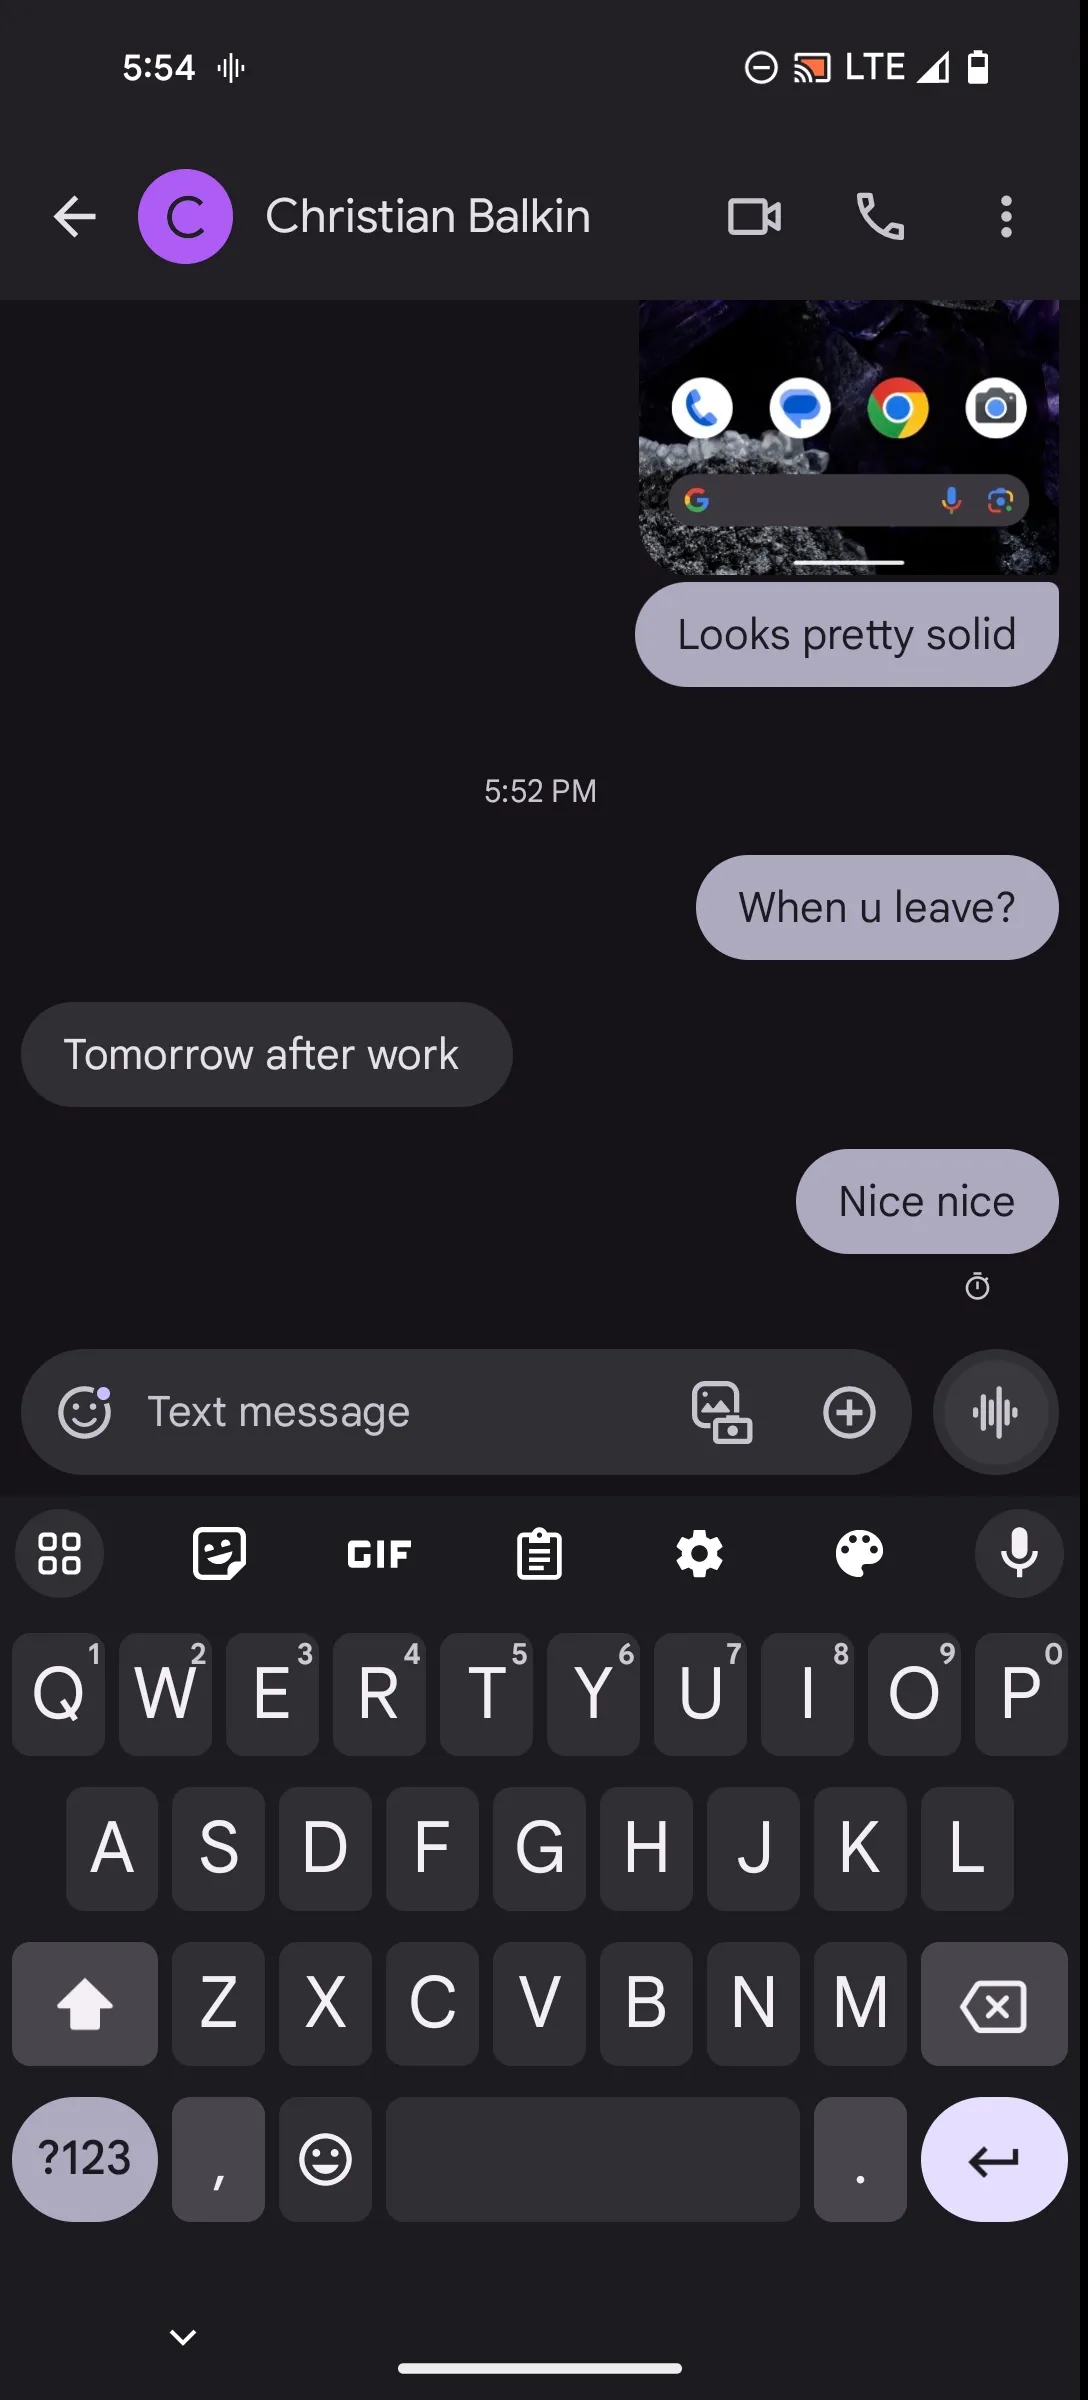 5:54 LTE
C Christian Balkin
G
Looks pretty solid
5:52 PM
When u leave?
Tomorrow after work
Nice nice
Text message
GIF
1 2 3 4 5 6 7 8 9 0
Q W E R T Y U I O P
A S D F G H J K L
Z X C V B N M
?123 , .